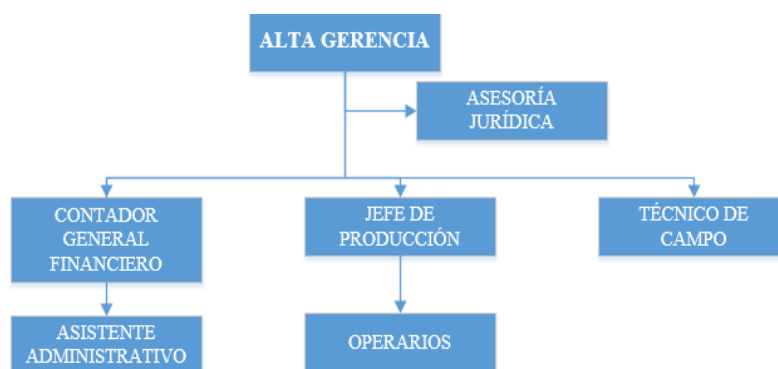 ALTA GERENCIA
ASESORÍA
JURÍDICA
CONTADOR
GENERAL
FINANCIERO
JEFE DE
PRODUCCIÓN
TÉCNICO DE
CAMPO
ASISTENTE
ADMINISTRATIVO
OPERARIOS